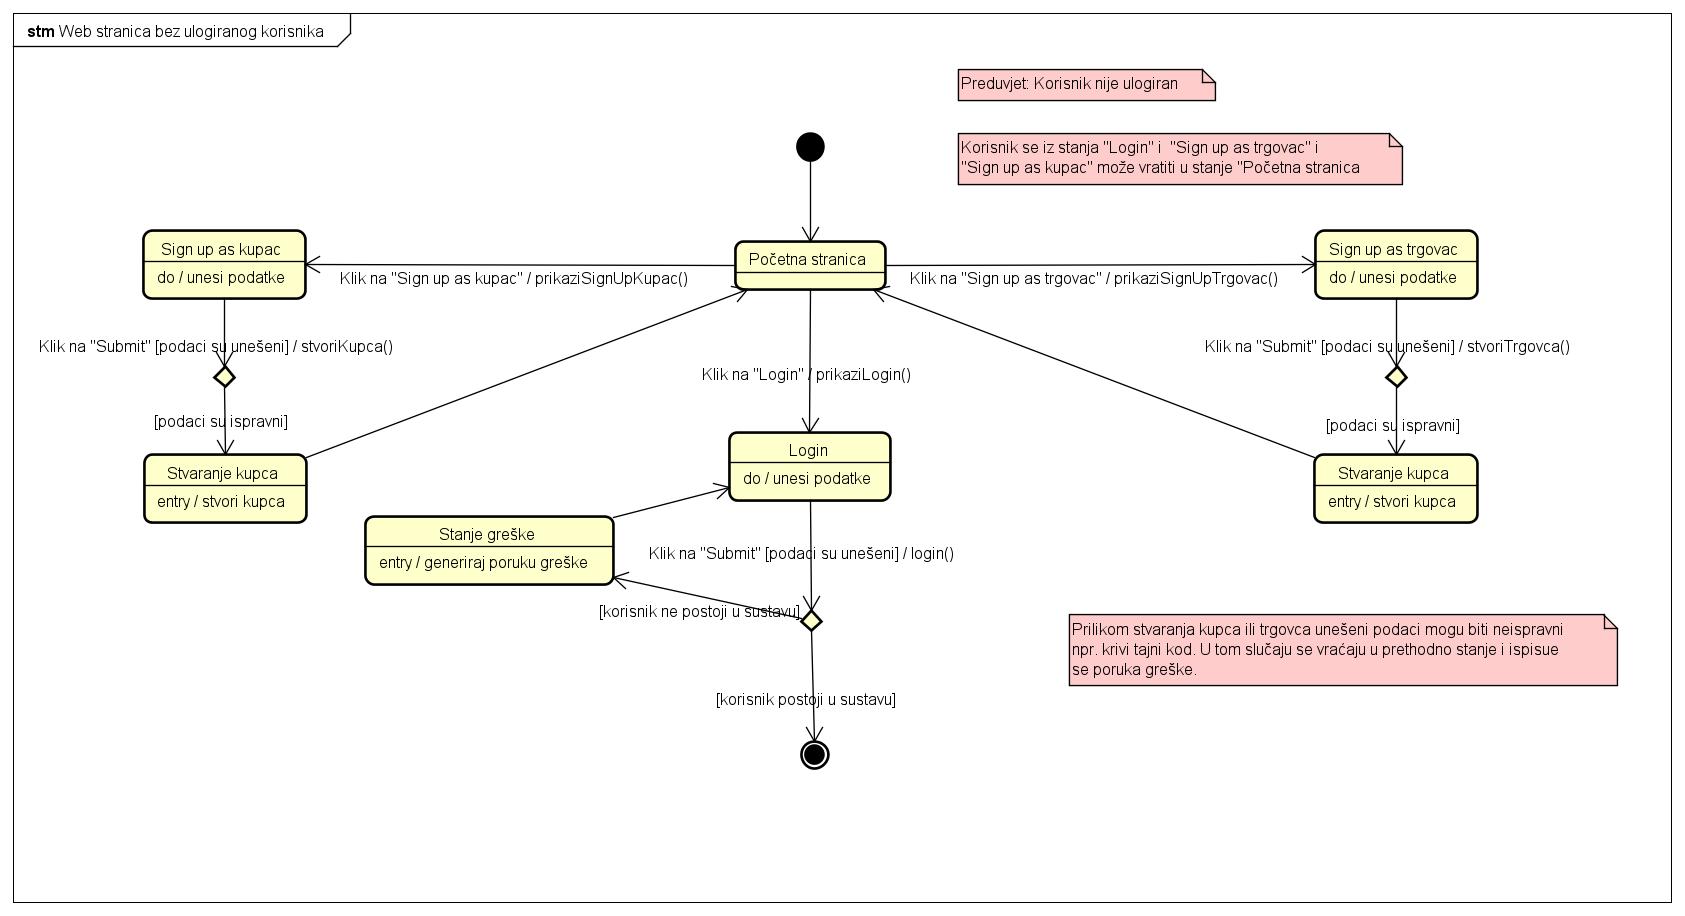 stm Web stranica bez ulogiranog korisnika
Preduvjet: Korisnik nije ulogiran
Korisnik se iz stanja "Login" i  "Sign up as trgovac" i
"Sign up as kupac" može vratiti u stanje "Početna stranica
Sign up as kupac
do / unesi podatke
Početna stranica
Sign up as trgovac
do / unesi podatke
Klik na "Sign up as kupac" / prikaziSignUpKupac()
Klik na "Sign up as trgovac" / prikaziSignUpTrgovac()
Klik na "Submit" [podaci su unešeni] / stvoriKupca()
Klik na "Login" / prikaziLogin()
Klik na "Submit" [podaci su unešeni] / stvoriTrgovca()
[podaci su ispravni]
[podaci su ispravni]
Login
do / unesi podatke
Stvaranje kupca
entry / stvori kupca
Stvaranje kupca
entry / stvori kupca
Stanje greške
entry / generiraj poruku greške
Klik na "Submit" [podaci su unešeni] / login()
[korisnik ne postoji u sustavu]
Prilikom stvaranja kupca ili trgovca unešeni podaci mogu biti neispravni
npr. krivi tajni kod. U tom slučaju se vraćaju u prethodno stanje i ispisue
se poruka greške.
[korisnik postoji u sustavu]